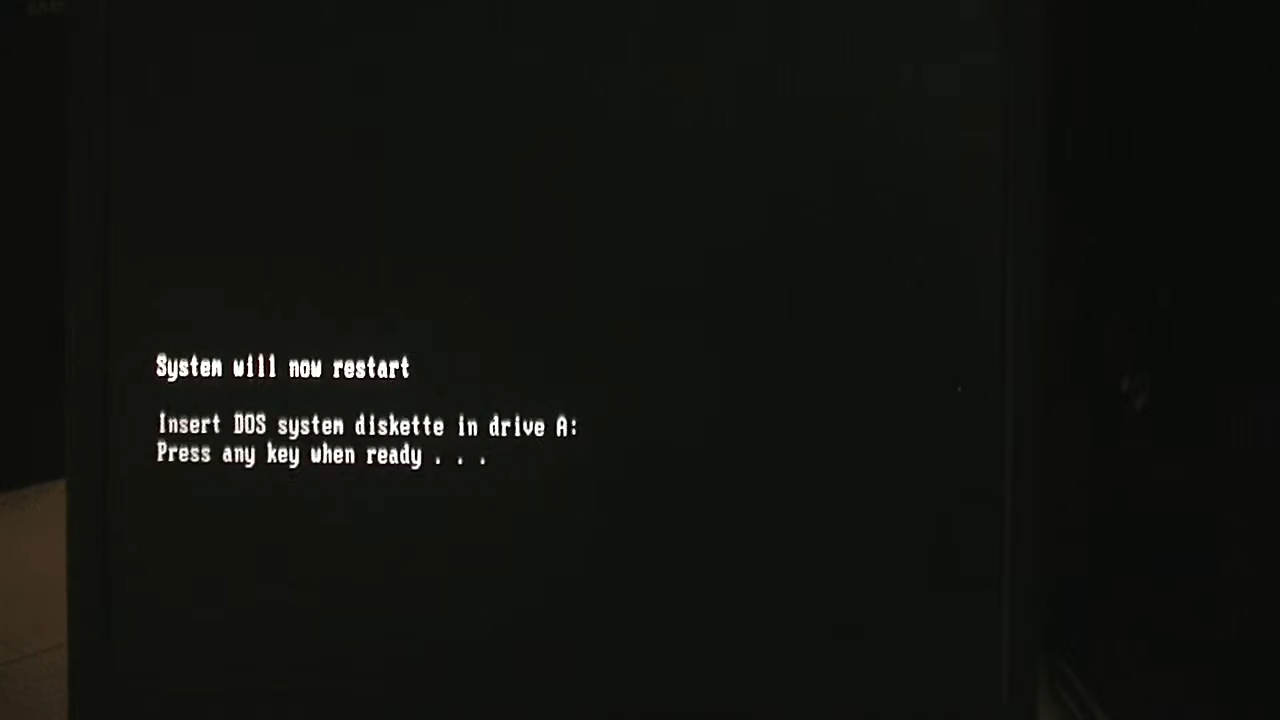 System will now restart
Insert DOS system diskette in drive A:
Press any key when ready . . .